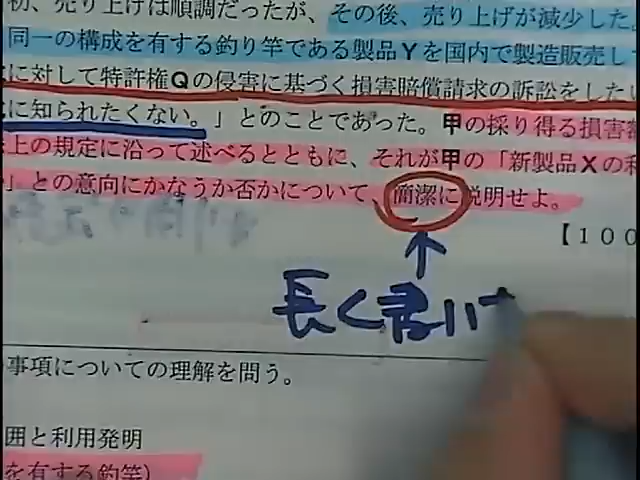 初、売り上げは順調だったが、その後、売り上げが減少した。
同一の構成を有する釣り竿である製品Yを国内で製造販売し
に対して特許権Qの侵害に基づく損害賠償請求の訴訟をしたい
に知られたくない。」とのことであった。甲の採り得る損害
上の規定に沿って述べるとともに、それが甲の「新製品Xの利
」との意向にかなうか否かについて、簡潔に説明せよ。
【100
長く書け
事項についての理解を問う。
囲と利用発明
を有する釣竿)